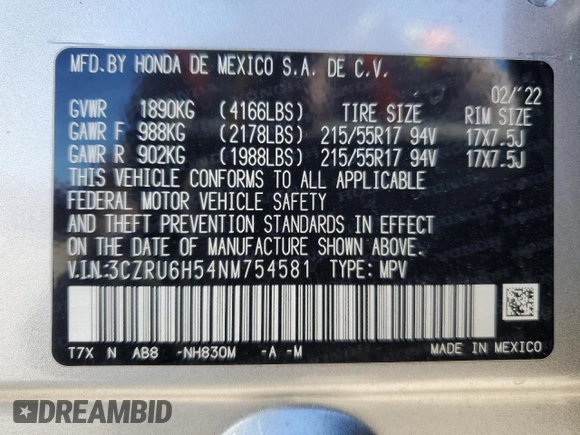 MFD.BY HONDA DE MEXICO S.A. DE C.V.
02/'22
GVWR 1890KG (4166LBS) TIRE SIZE RIM SIZE
GAWR F 988KG (2178LBS) 215/55R17 94V 17X7.5J
GAWR R 902KG (1988LBS) 215/55R17 94V 17X7.5J
THIS VEHICLE CONFORMS TO ALL APPLICABLE
FEDERAL MOTOR VEHICLE SAFETY
AND THEFT PREVENTION STANDARDS IN EFFECT
ON THE DATE OF MANUFACTURE SHOWN ABOVE.
V.I.N:3CZRU6H54NM754581 TYPE: MPV
T7X N AB8 -NH830M -A -M MADE IN MEXICO
DREAMBID